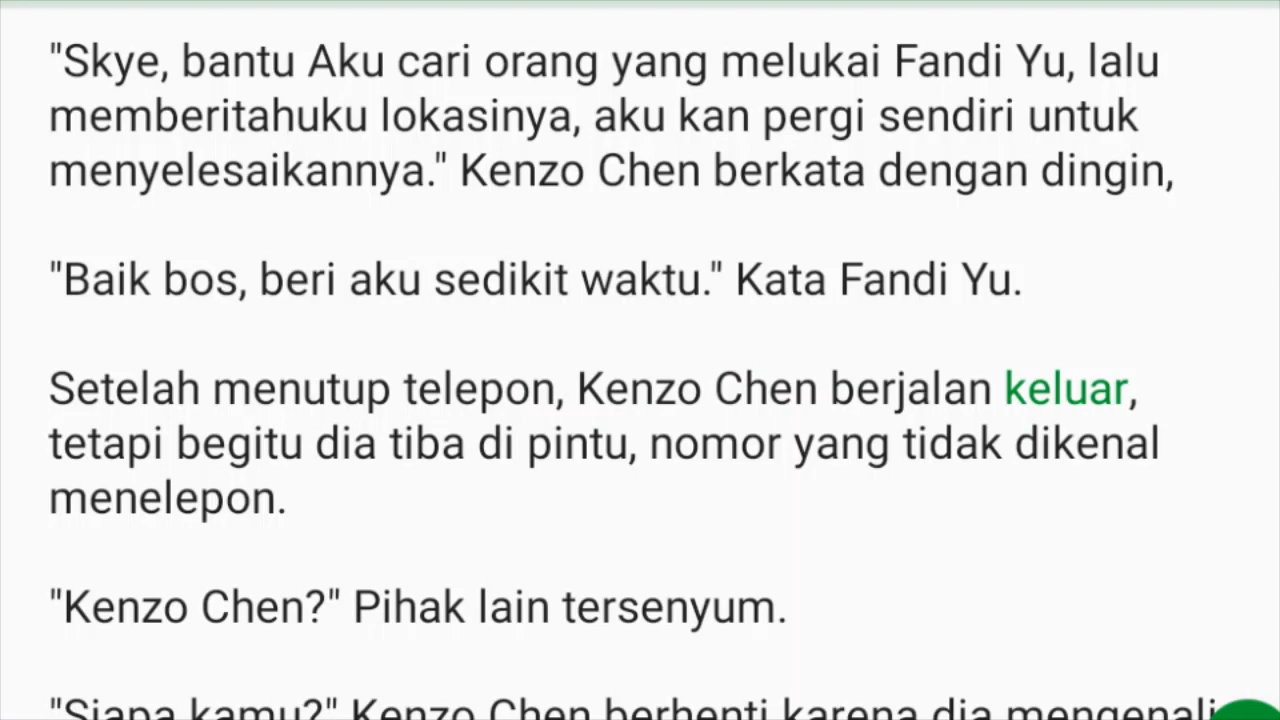 "Skye, bantu Aku cari orang yang melukai Fandi Yu, lalu
memberitahuku lokasinya, aku kan pergi sendiri untuk
menyelesaikannya." Kenzo Chen berkata dengan dingin,
"Baik bos, beri aku sedikit waktu." Kata Fandi Yu.
Setelah menutup telepon, Kenzo Chen berjalan keluar,
tetapi begitu dia tiba di pintu, nomor yang tidak dikenal
menelepon.
"Kenzo Chen?" Pihak lain tersenyum.
"Siapa kamu?" Kenzo Chen berhenti karena dia mengenali